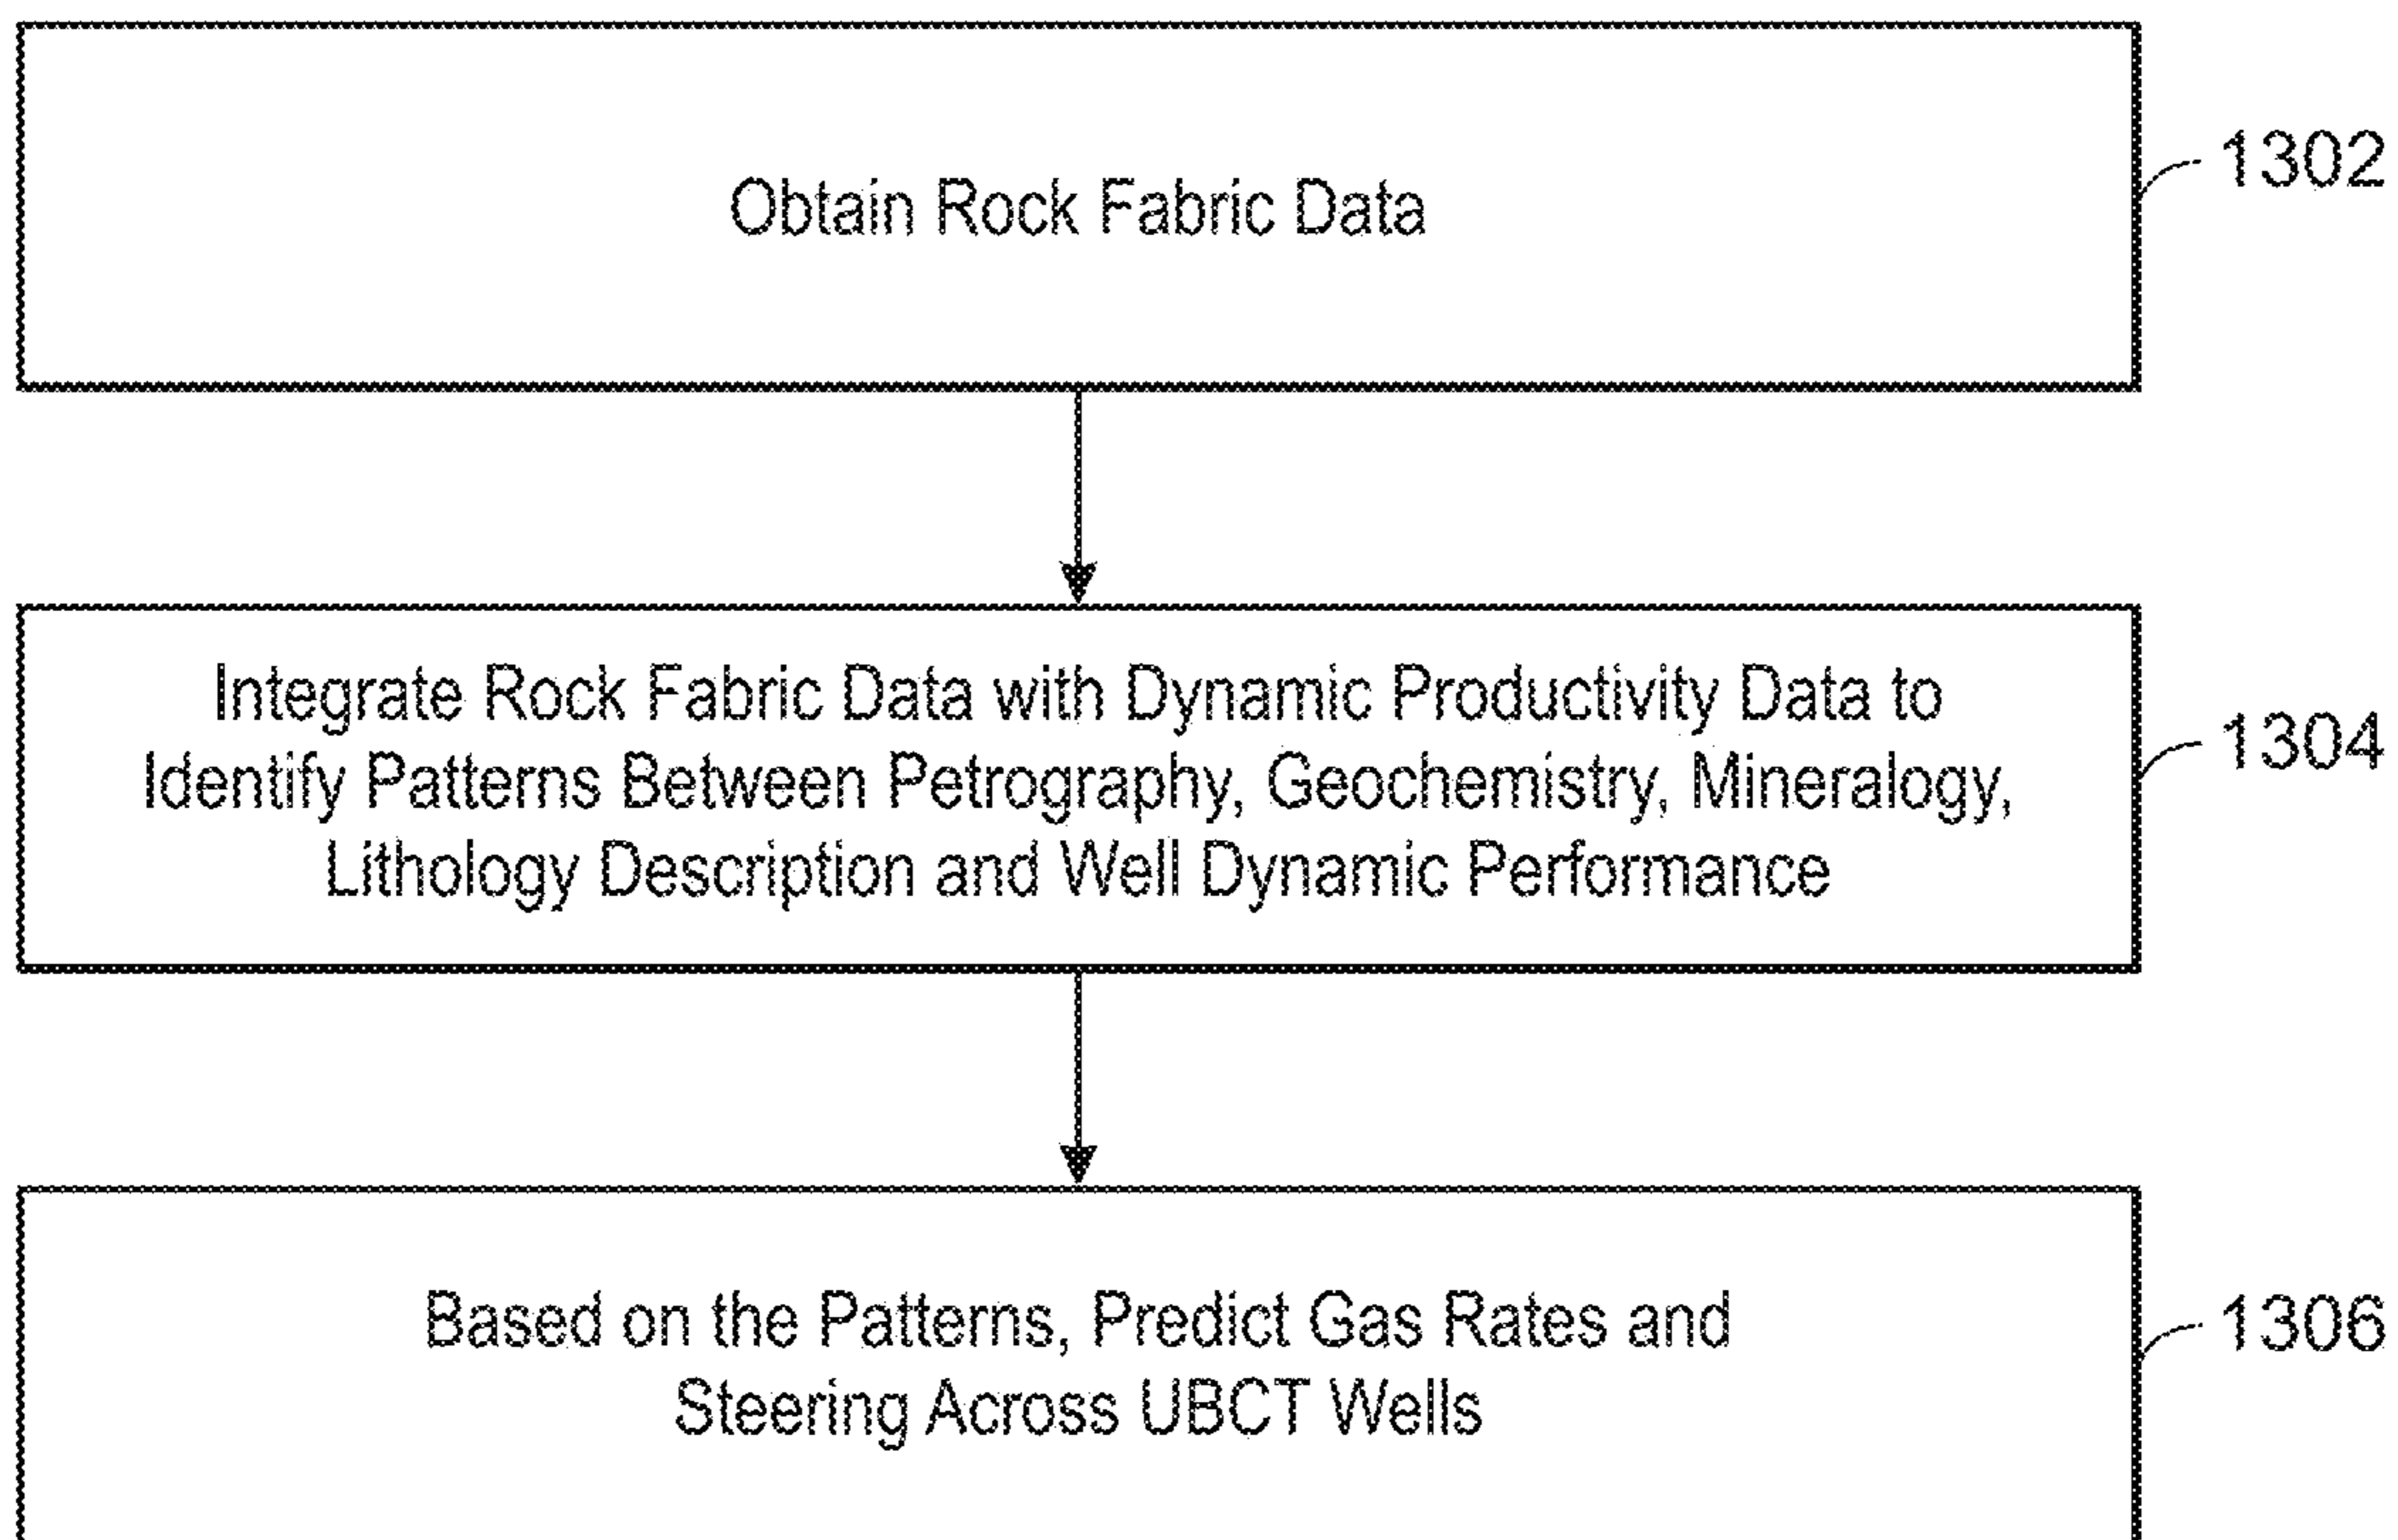 Obtain Rock Fabric Data
1302
Integrate Rock Fabric Data with Dynamic Productivity Data to
Identify Patterns Between Petrography, Geochemistry, Mineralogy,
Lithology Description and Well Dynamic Performance
1304
Based on the Patterns, Predict Gas Rates and
Steering Across UBCT Wells
1306